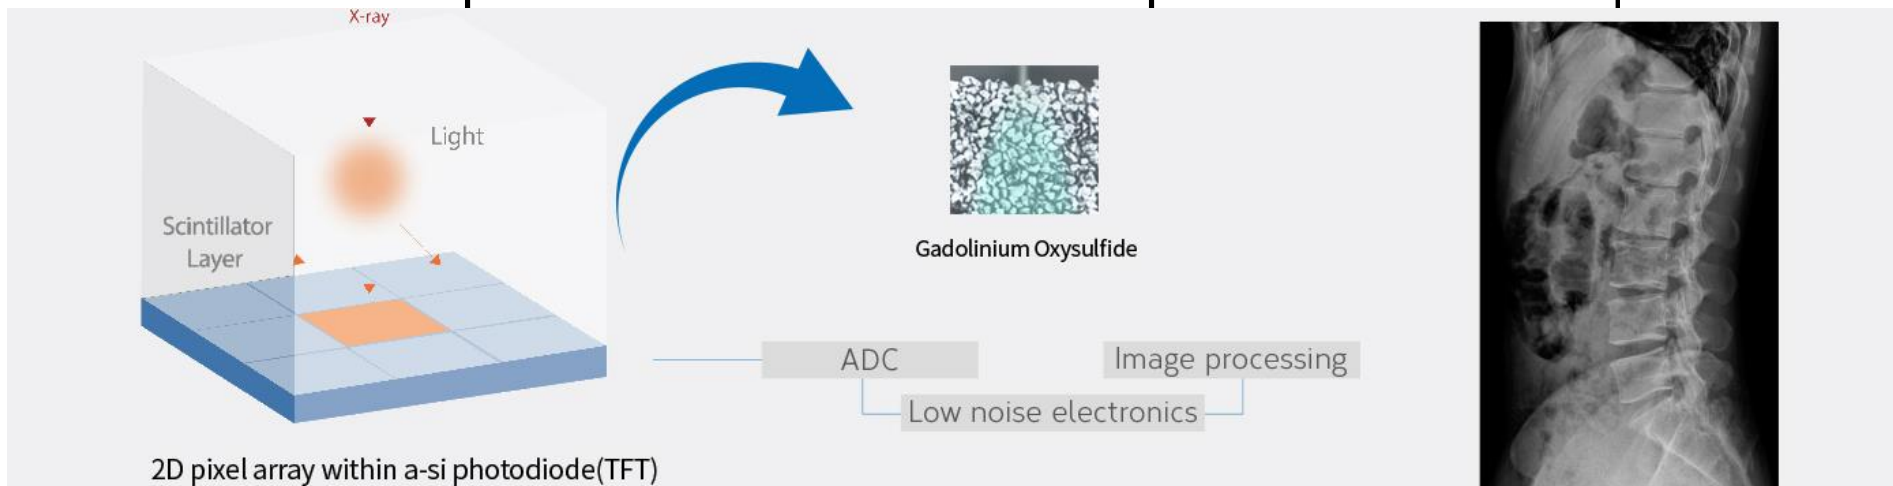 X-ray
Light
Scintillator
Layer
Gadolinium Oxysulfide
ADC
Image processing
Low noise electronics
2D pixel array within a-si photodiode(TFT)